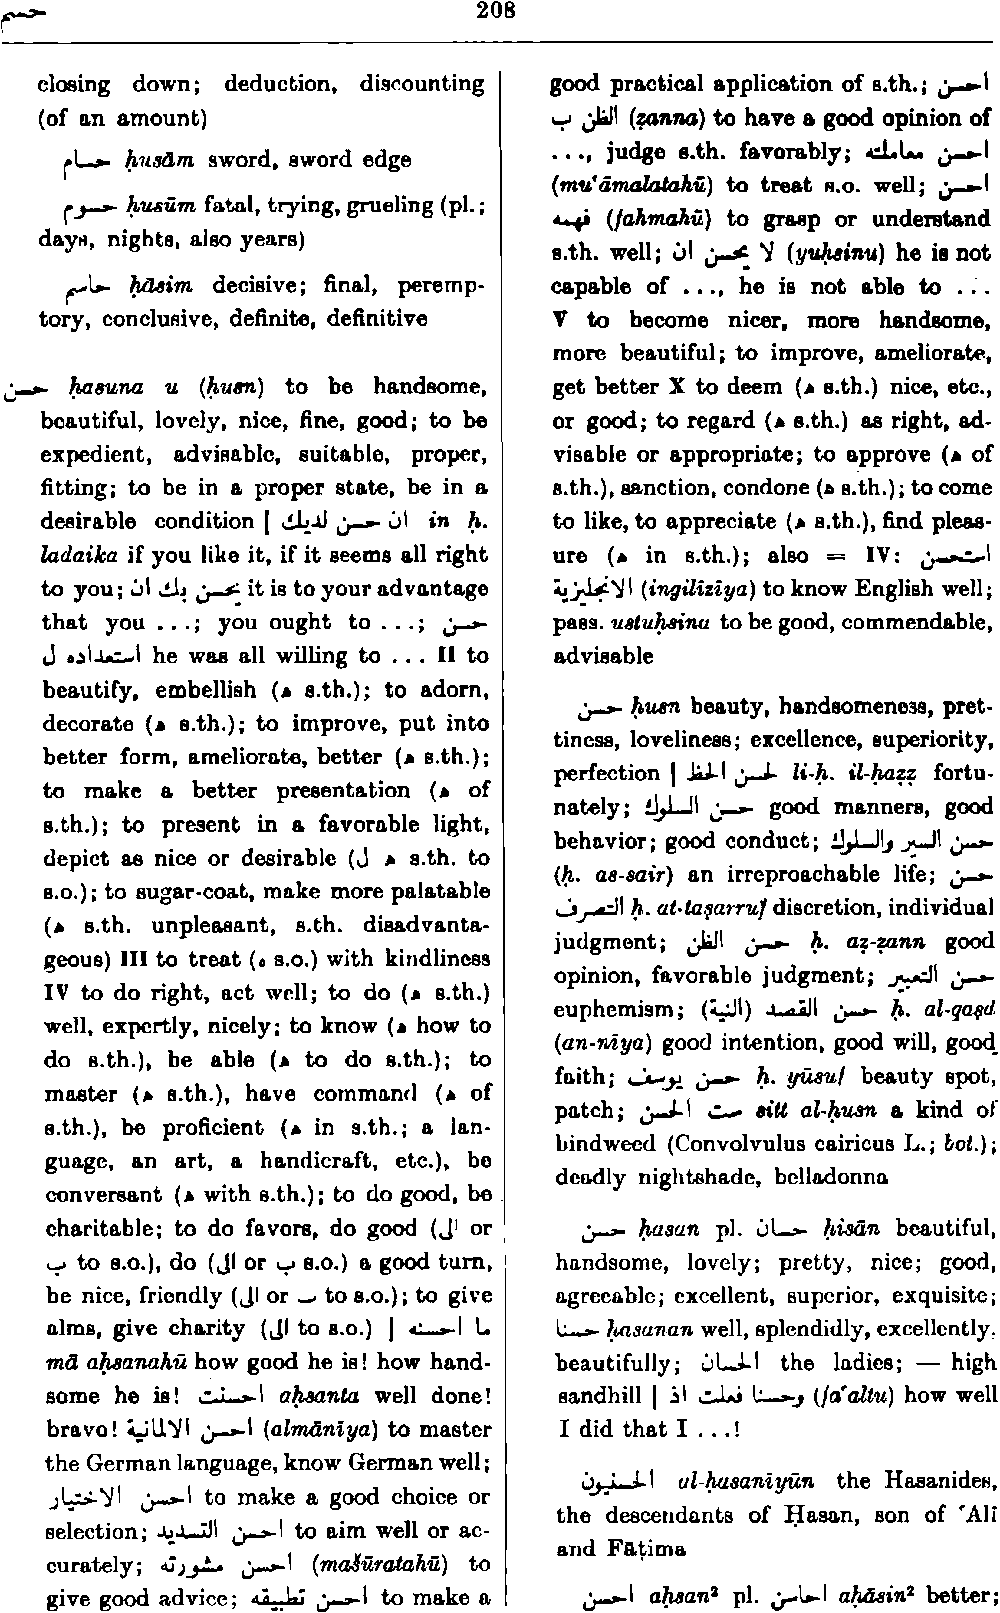 حسم
208
closing down; deduction, discounting
(of an amount)
حسام ḥusām sword, sword edge
حسوم ḥusūm fatal, trying, grueling (pl.;
days, nights, also years)
حاسم ḥāsim decisive; final, peremp-
tory, conclusive, definite, definitive
حسن ḥasuna u (ḥusn) to be handsome,
beautiful, lovely, nice, fine, good; to be
expedient, advisable, suitable, proper,
fitting; to be in a proper state, be in a
desirable condition | ان حسن لديك in ḥ.
ladaika if you like it, if it seems all right
to you; يحسن بك ان it is to your advantage
that you ...; you ought to ...; حسن
استعداده ل he was all willing to ... II to
beautify, embellish (ه s.th.); to adorn,
decorate (ه s.th.); to improve, put into
better form, ameliorate, better (ه s.th.);
to make a better presentation (ه of
s.th.); to present in a favorable light,
depict as nice or desirable (ل ه s.th. to
s.o.); to sugar-coat, make more palatable
(ه s.th. unpleasant, s.th. disadvanta-
geous) III to treat (ه s.o.) with kindliness
IV to do right, act well; to do (ه s.th.)
well, expertly, nicely; to know (ه how to
do s.th.), be able (ه to do s.th.); to
master (ه s.th.), have command (ه of
s.th.), be proficient (ه in s.th.; a lan-
guage, an art, a handicraft, etc.), be
conversant (ه with s.th.); to do good, be
charitable; to do favors, do good (ال or
ب to s.o.), do (ال or ب s.o.) a good turn,
be nice, friendly (ال or ب to s.o.); to give
alms, give charity (ال to s.o.) | ما احسنه
mā aḥsanahū how good he is! how hand-
some he is! احسنت aḥsanta well done!
bravo! احسن الالمانية (almānīya) to master
the German language, know German well;
احسن الاختيار to make a good choice or
selection; احسن التسديد to aim well or ac-
curately; احسن مشورته (mašūratahū) to
give good advice; احسن تطبيقه to make a
good practical application of s.th.; احسن
الظن ب (ẓanna) to have a good opinion of
..., judge s.th. favorably; احسن معاملته
(mu‘āmalatahū) to treat s.o. well; احسن
فهمه (fahmahū) to grasp or understand
s.th. well; لا يحسن ان (yuḥsinu) he is not
capable of ..., he is not able to ...
V to become nicer, more handsome,
more beautiful; to improve, ameliorate,
get better X to deem (ه s.th.) nice, etc.,
or good; to regard (ه s.th.) as right, ad-
visable or appropriate; to approve (ه of
s.th.), sanction, condone (ه s.th.); to come
to like, to appreciate (ه s.th.), find pleas-
ure (ه in s.th.); also = IV: استحسن
الانجليزية (ingilīzīya) to know English well;
pass. ustuḥsina to be good, commendable,
advisable
حسن ḥusn beauty, handsomeness, pret-
tiness, loveliness; excellence, superiority,
perfection | لحسن الحظ li-ḥ. il-ḥaẓẓ fortu-
nately; حسن السلوك good manners, good
behavior; good conduct; حسن السير والسلوك
(ḥ. as-sair) an irreproachable life; حسن
التصرف ḥ. at-taṣarruf discretion, individual
judgment; حسن الظن ḥ. aẓ-ẓann good
opinion, favorable judgment; حسن التعبير
euphemism; حسن القصد (النية) ḥ. al-qaṣd
(an-nīya) good intention, good will, good
faith; حسن يوسف ḥ. yūsuf beauty spot,
patch; ست الحسن sitt al-ḥusn a kind of
bindweed (Convolvulus cairicus L.; bot.);
deadly nightshade, belladonna
حسن ḥasan pl. حسان ḥisān beautiful,
handsome, lovely; pretty, nice; good,
agreeable; excellent, superior, exquisite;
حسنا ḥasanan well, splendidly, excellently,
beautifully; الحسان the ladies; — high
sandhill | وحسنا فعلت اذ (fa‘altu) how well
I did that I ...!
الحسنيون al-ḥasanīyūn the Hasanides,
the descendants of Ḥasan, son of ‘Alī
and Fāṭima
احسن aḥsan² pl. احاسن aḥāsin² better;